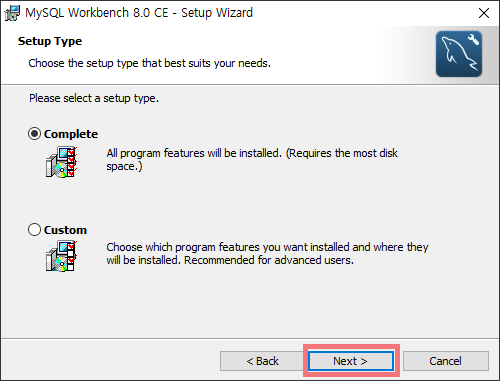 MySQL Workbench 8.0 CE - Setup Wizard
Setup Type
Choose the setup type that best suits your needs.
Please select a setup type.
Complete
All program features will be installed. (Requires the most disk
space.)
Custom
Choose which program features you want installed and where they
will be installed. Recommended for advanced users.
< Back
Next >
Cancel